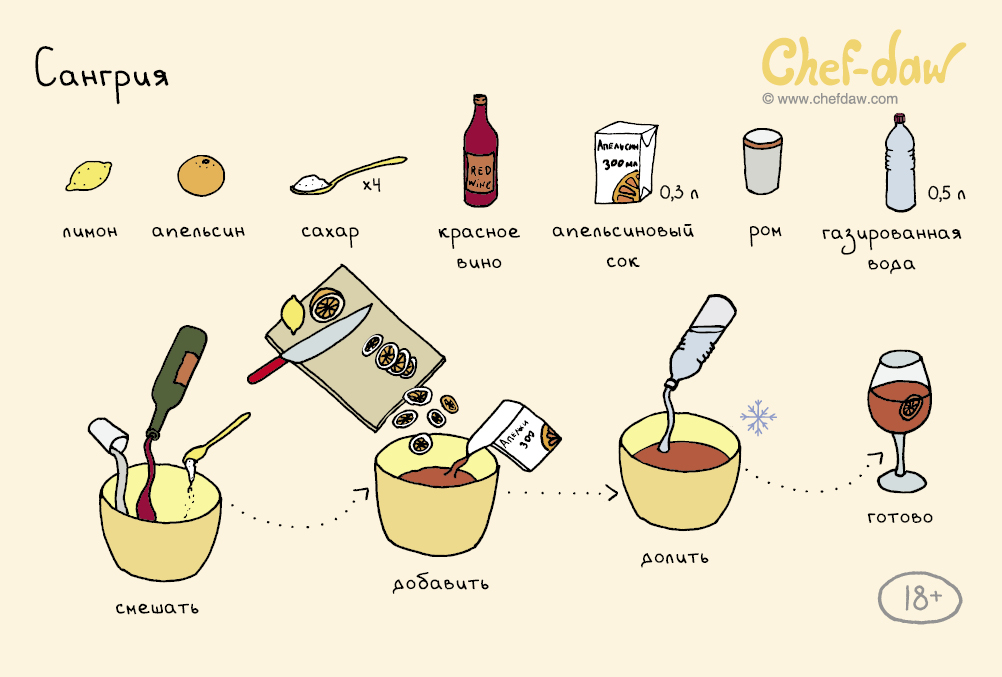 Сангрия
Chef-daw
© www.chefdaw.com
RED
WINE
АПЕЛЬСИН
300 МЛ
x4
0,3 л
0,5 л
лимон
апельсин
сахар
красное
вино
апельсиновый
сок
ром
газированная
вода
300
смешать
добавить
долить
готово
18+